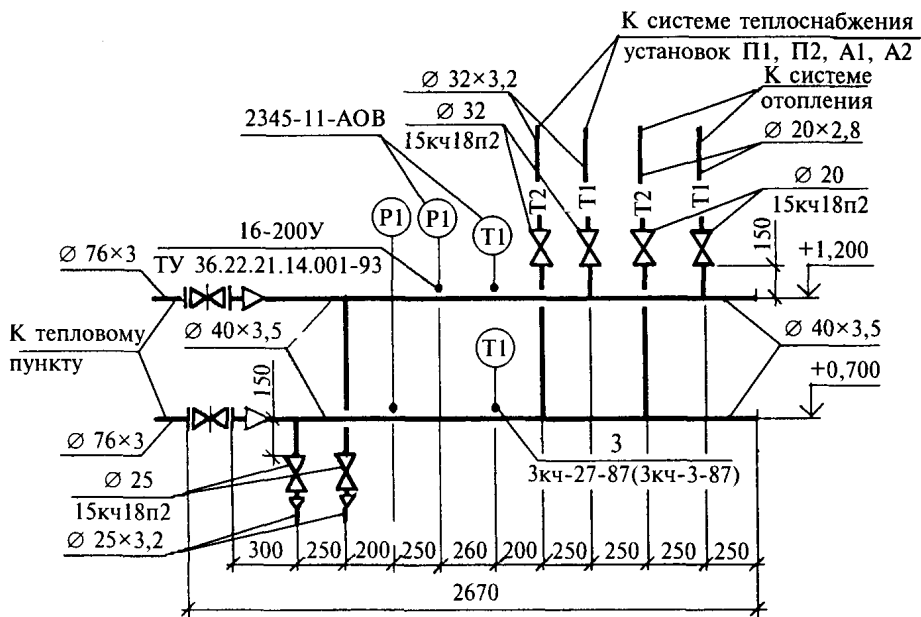 К системе теплоснабжения
установок П1, П2, А1, А2
Ø 32×3,2
К системе
отопления
2345-11-АОВ
Ø 32
15кч18п2
Ø 20×2,8
Т2
Т1
Т2
Т1
Ø 20
15кч18п2
Р1
Р1
Т1
16-200У
ТУ 36.22.21.14.001-93
Ø 76×3
150
+1,200
К тепловому
пункту
Ø 40×3,5
Т1
Ø 40×3,5
150
+0,700
Ø 76×3
3
3кч-27-87(3кч-3-87)
Ø 25
15кч18п2
Ø 25×3,2
300
250
200
250
260
200
250
250
250
250
2670